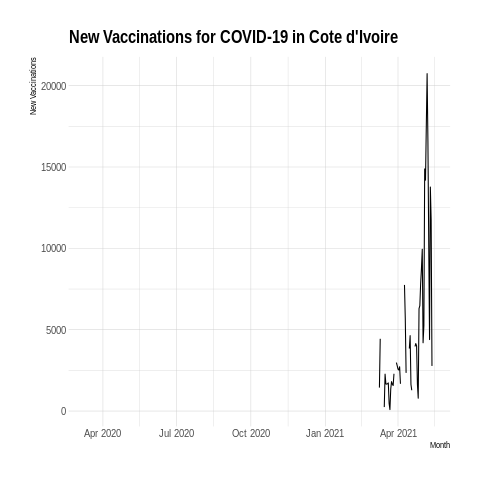 New Vaccinations for COVID-19 in Cote d'Ivoire
New Vaccinations
20000
15000
10000
5000
0
Apr 2020 Jul 2020 Oct 2020 Jan 2021 Apr 2021
Month